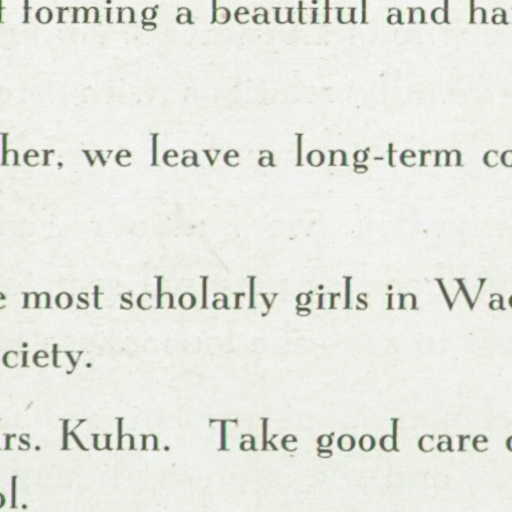 forming a beautiful and ha
her, we leave a long-term co
most scholarly girls in Wa
ciety.
rs. Kuhn. Take good care
ol.